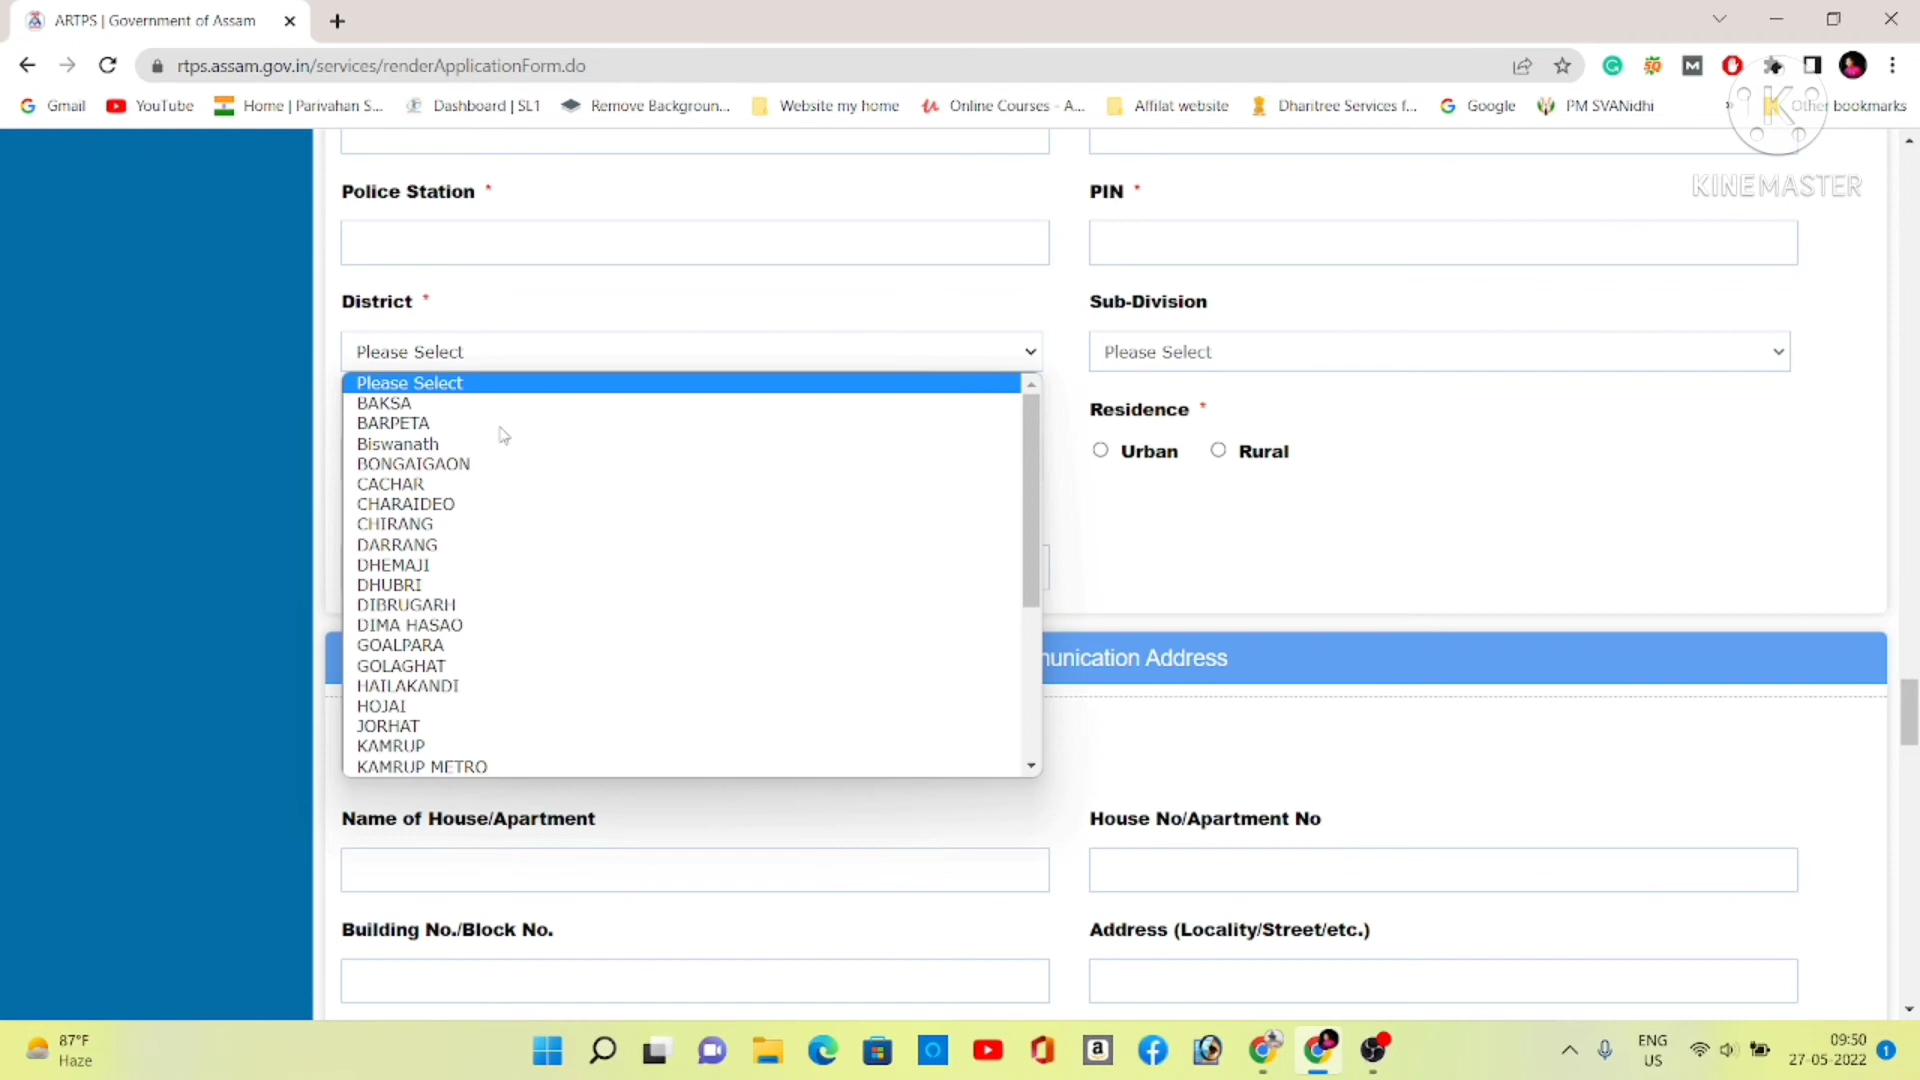 ARTPS | Government of Assam
rtps.assam.gov.in/services/renderApplicationForm.do
Gmail YouTube Home | Parivahan S... Dashboard | SL1 Remove Backgroun... Website my home Online Courses - A... Affilat website Dharitree Services f... Google PM SVANidhi » Other bookmarks
KINEMASTER
Police Station *
PIN *
District *
Sub-Division
Please Select
Please Select
Please Select
BAKSA
BARPETA
Biswanath
BONGAIGAON
CACHAR
CHARAIDEO
CHIRANG
DARRANG
DHEMAJI
DHUBRI
DIBRUGARH
DIMA HASAO
GOALPARA
GOLAGHAT
HAILAKANDI
HOJAI
JORHAT
KAMRUP
KAMRUP METRO
Residence *
Urban Rural
munication Address
Name of House/Apartment
House No/Apartment No
Building No./Block No.
Address (Locality/Street/etc.)
87°F
Haze
ENG
US
09:50
27-05-2022
1